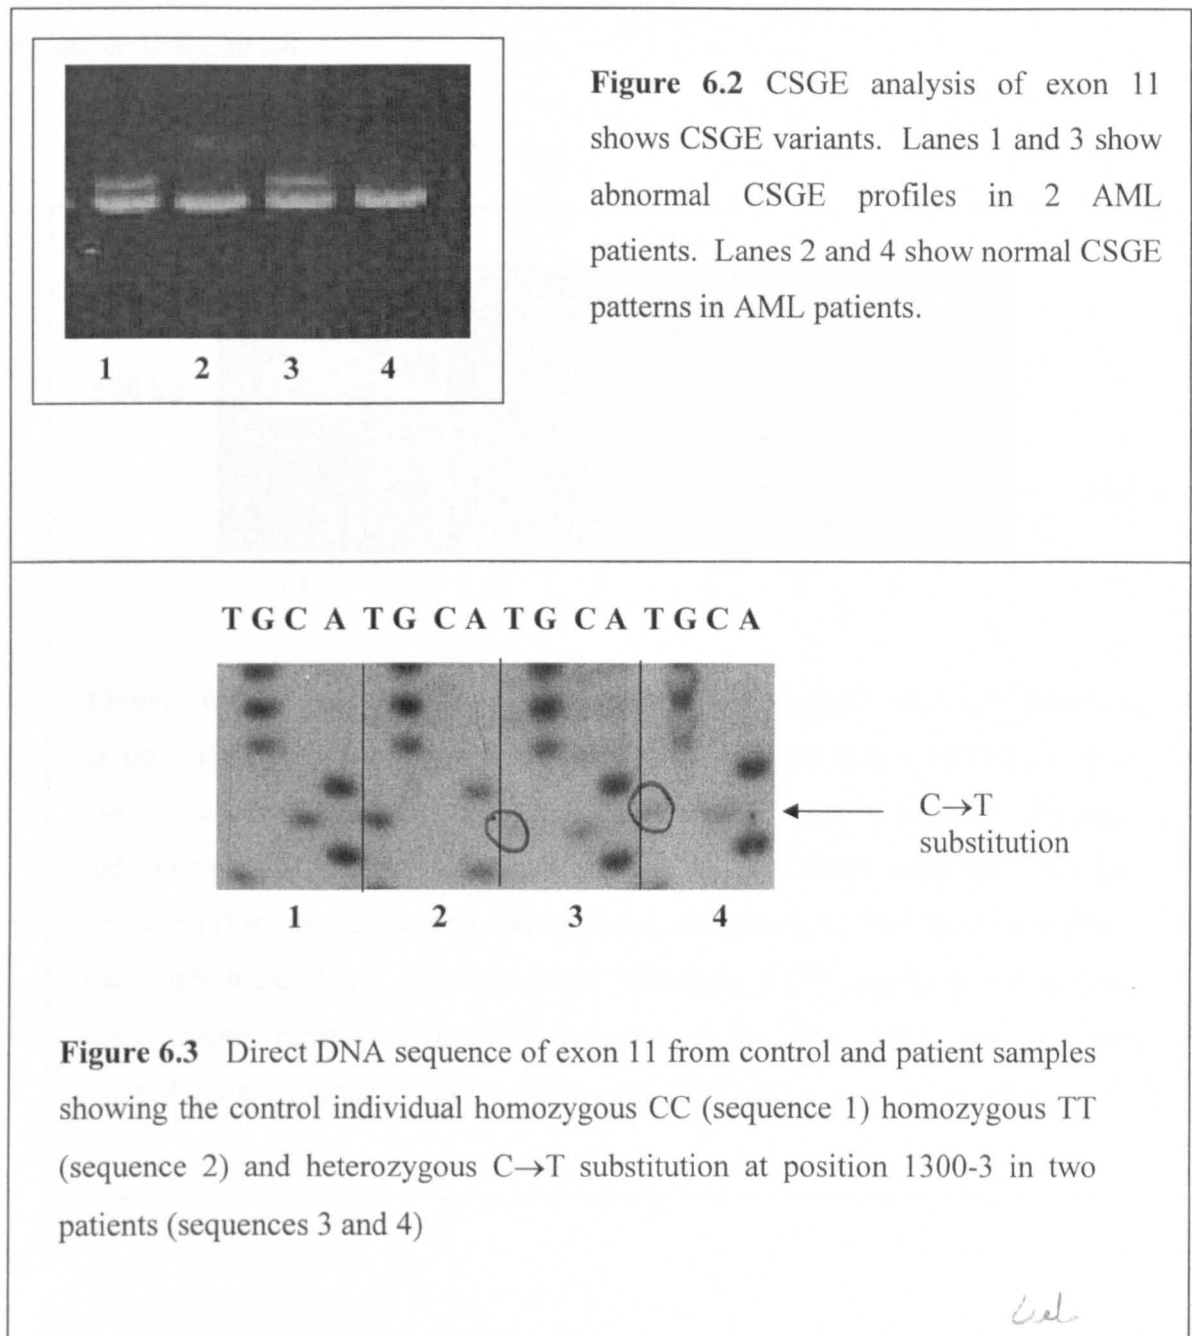 Figure 6.2 CSGE analysis of exon 11
shows CSGE variants. Lanes 1 and 3 show
abnormal CSGE profiles in 2 AML
patients. Lanes 2 and 4 show normal CSGE
patterns in AML patients.
1 2 3 4
T G C A T G C A T G C A T G C A
C→T
substitution
1 2 3 4
Figure 6.3 Direct DNA sequence of exon 11 from control and patient samples
showing the control individual homozygous CC (sequence 1) homozygous TT
(sequence 2) and heterozygous C→T substitution at position 1300-3 in two
patients (sequences 3 and 4)